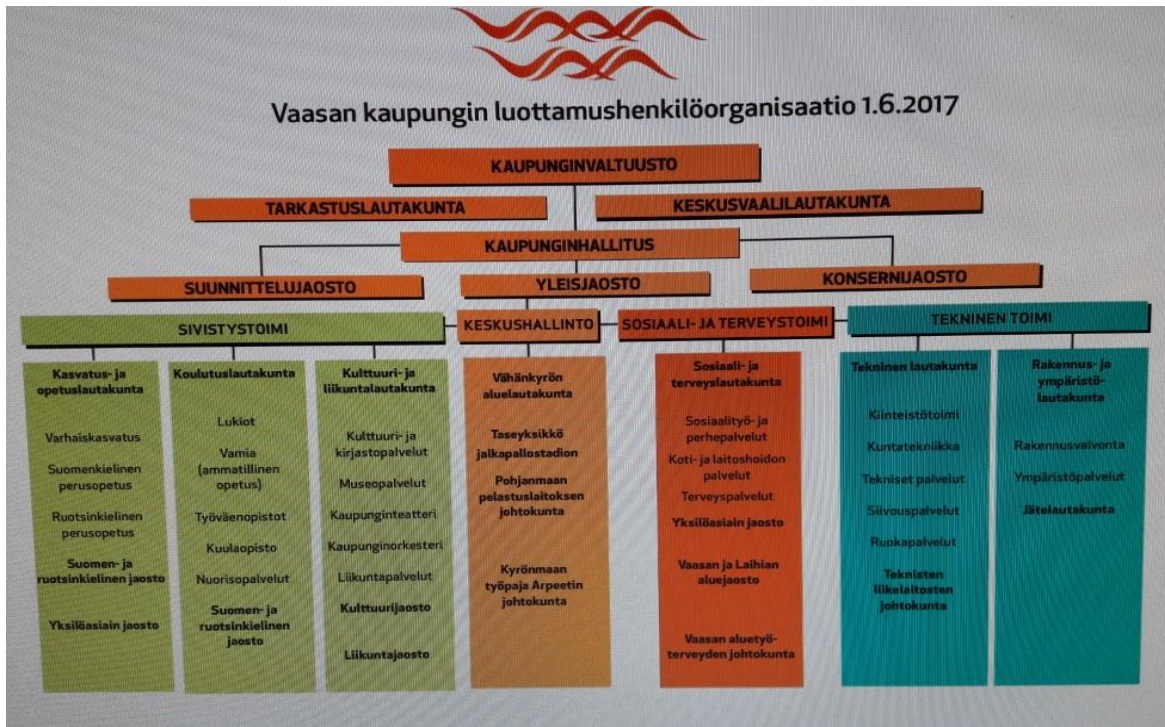 Vaasan kaupungin luottamushenkilöorganisaatio 1.6.2017
KAUPUNGINVALTUUSTO
TARKASTUSLAUTAKUNTA
KESKUSVAALILAUTAKUNTA
KAUPUNGINHALLITUS
SUUNNITTELUJAOSTO
YLEISJAOSTO
KONSERNIJAOSTO
SIVISTYSTOIMI
KESKUSHALLINTO
SOSIAALI- JA TERVEYSTOIMI
TEKNINEN TOIMI
Kasvatus- ja
opetuslautakunta
Varhaiskasvatus
Suomenkielinen
perusopetus
Ruotsinkielinen
perusopetus
Suomen- ja
ruotsinkielinen jaosto
Yksilöasiain jaosto
Koulutuslautakunta
Lukiot
Vamia
(ammatillinen
opetus)
Työväenopistot
Kuulaopisto
Nuorisopalvelut
Suomen- ja
ruotsinkielinen
jaosto
Kulttuuri- ja
liikuntalautakunta
Kulttuuri- ja
kirjastopalvelut
Museopalvelut
Kaupunginteatteri
Kaupunginorkesteri
Liikuntapalvelut
Kulttuurijaosto
Liikuntajaosto
Vähänkyrön
aluelautakunta
Taseyksikkö
jalkapallostadion
Pohjanmaan
pelastuslaitoksen
johtokunta
Kyrönmaan
työpaja Arpeetin
johtokunta
Sosiaali- ja
terveyslautakunta
Sosiaalityö- ja
perhepalvelut
Koti- ja laitoshoidon
palvelut
Terveyspalvelut
Yksilöasiain jaosto
Vaasan ja Laihian
aluejaosto
Vaasan aluetyö-
terveyden johtokunta
Tekninen lautakunta
Kiinteistötoimi
Kuntatekniikka
Tekniset palvelut
Siivouspalvelut
Ruokapalvelut
Teknisten
liikelaitosten
johtokunta
Rakennus- ja
ympäristö-
lautakunta
Rakennusvalvonta
Ympäristöpalvelut
Jätelautakunta